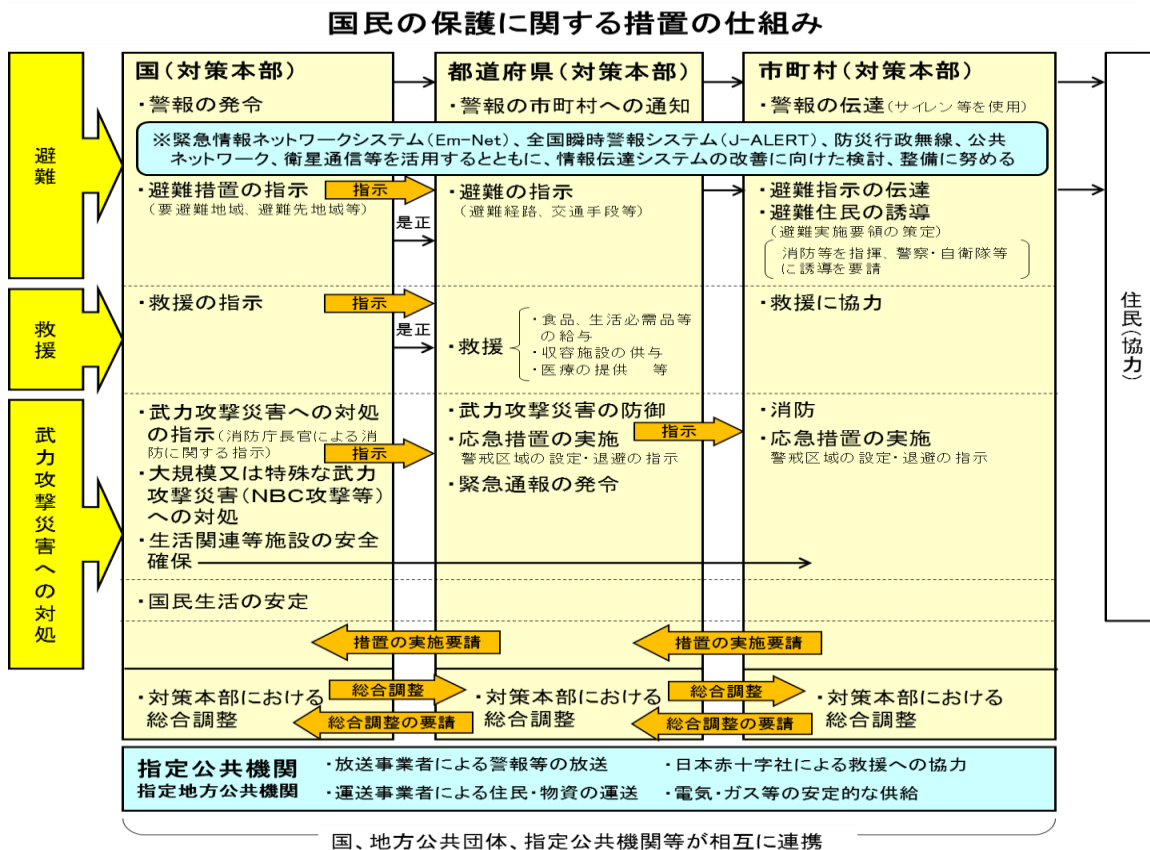 国民の保護に関する措置の仕組み
避難
国(対策本部)
・警報の発令
都道府県(対策本部)
・警報の市町村への通知
市町村(対策本部)
・警報の伝達(サイレン等を使用)
※緊急情報ネットワークシステム(Em-Net)、全国瞬時警報システム(J-ALERT)、防災行政無線、公共
ネットワーク、衛星通信等を活用するとともに、情報伝達システムの改善に向けた検討、整備に努める
・避難措置の指示
(要避難地域、避難先地域等)
指示
是正
・避難の指示
(避難経路、交通手段等)
・避難指示の伝達
・避難住民の誘導
(避難実施要領の策定)
消防等を指揮、警察・自衛隊等
に誘導を要請
救援
・救援の指示
指示
是正
・救援
・食品、生活必需品等
の給与
・収容施設の供与
・医療の提供 等
・救援に協力
武力攻撃災害への対処
・武力攻撃災害への対処
の指示(消防庁長官による消
防に関する指示)
指示
・大規模又は特殊な武力
攻撃災害(NBC攻撃等)
への対処
・生活関連等施設の安全
確保
・武力攻撃災害の防御
・応急措置の実施
警戒区域の設定・退避の指示
・緊急通報の発令
指示
・消防
・応急措置の実施
警戒区域の設定・退避の指示
・国民生活の安定
措置の実施要請
措置の実施要請
・対策本部における
総合調整
総合調整
総合調整の要請
・対策本部における
総合調整
総合調整
総合調整の要請
・対策本部における
総合調整
住民(協力)
指定公共機関
指定地方公共機関
・放送事業者による警報等の放送
・日本赤十字社による救援への協力
・運送事業者による住民・物資の運送
・電気・ガス等の安定的な供給
国、地方公共団体、指定公共機関等が相互に連携